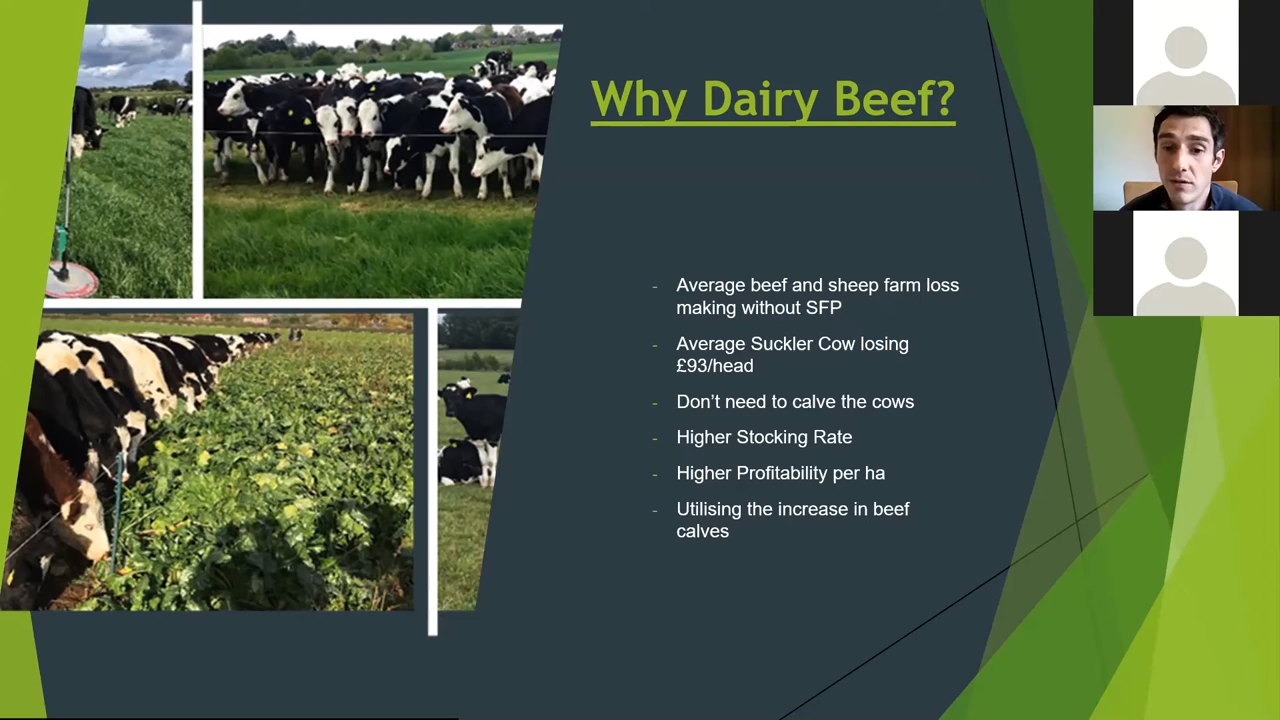 Why Dairy Beef?
- Average beef and sheep farm loss
making without SFP
- Average Suckler Cow losing
£93/head
- Don’t need to calve the cows
- Higher Stocking Rate
- Higher Profitability per ha
- Utilising the increase in beef
calves